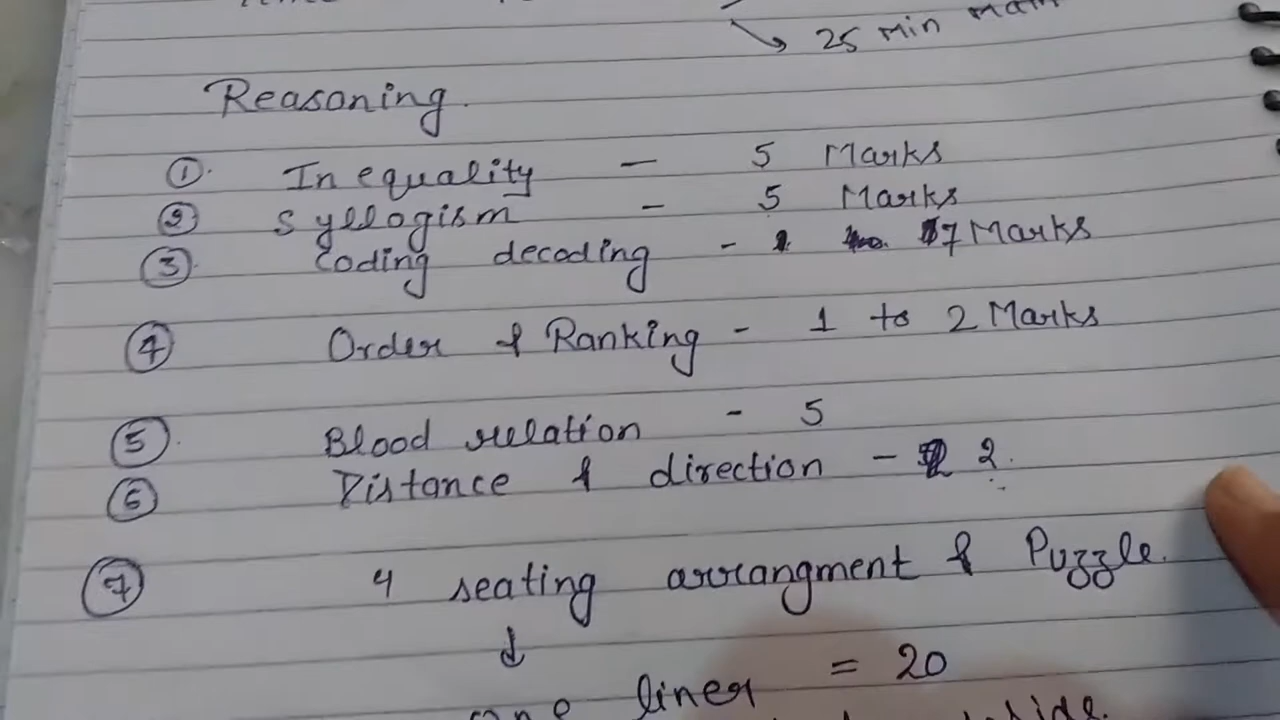 25 Min
Reasoning.
① Inequality — 5 Marks
② Syllogism - 5 Marks
③ Coding decoding - 7 Marks
④ Order & Ranking - 1 to 2 Marks
⑤ Blood relation - 5
⑥ Distance & direction - 2.
⑦ 4 seating arrangment & Puzzle.
↓ = 20
liner